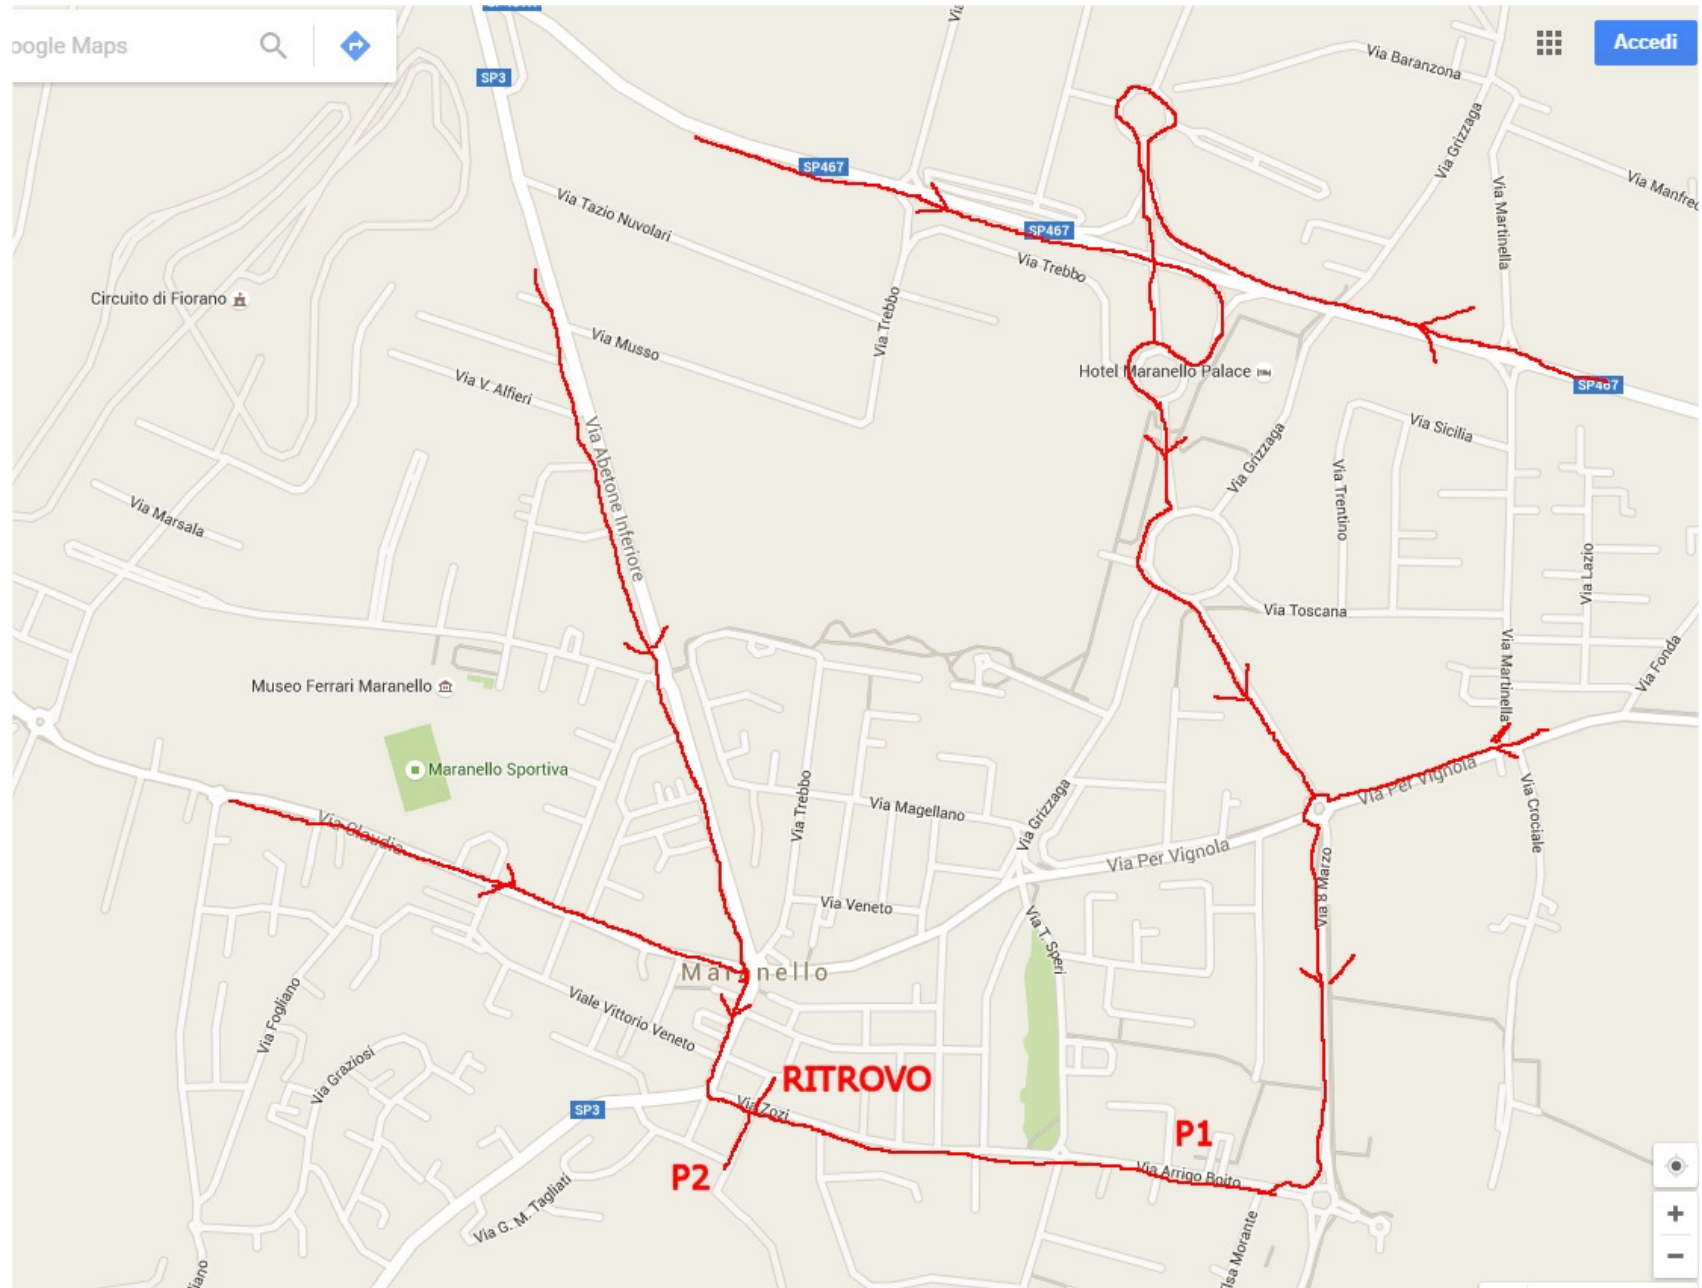 oogle Maps
Accedi
SP3
Via Baranzona
Via Grizzaga
SP467
Via Martinella
Via Manfred
Via Tazio Nuvolari
SP467
Via Trebbo
Circuito di Fiorano
Via Trebbo
Via Musso
Hotel Maranello Palace
SP467
Via V. Alfieri
Via Abetone Inferiore
Via Sicilia
Via Grizzaga
Via Trentino
Via Marsala
Via Lazio
Via Toscana
Via Martinella
Via Fonda
Museo Ferrari Maranello
Maranello Sportiva
Via Per Vignola
Via Claudia
Via Trebbo
Via Magellano
Via Grizzaga
Via Crociale
Via Per Vignola
Via 8 Marzo
Via Veneto
Via T. Speri
Maranello
Via Fogliano
Viale Vittorio Veneto
Via Graziosi
RITROVO
SP3
Via Zozi
P1
P2
Via Arrigo Boito
Via G. M. Tagliati
lsa Morante
iano
+
−